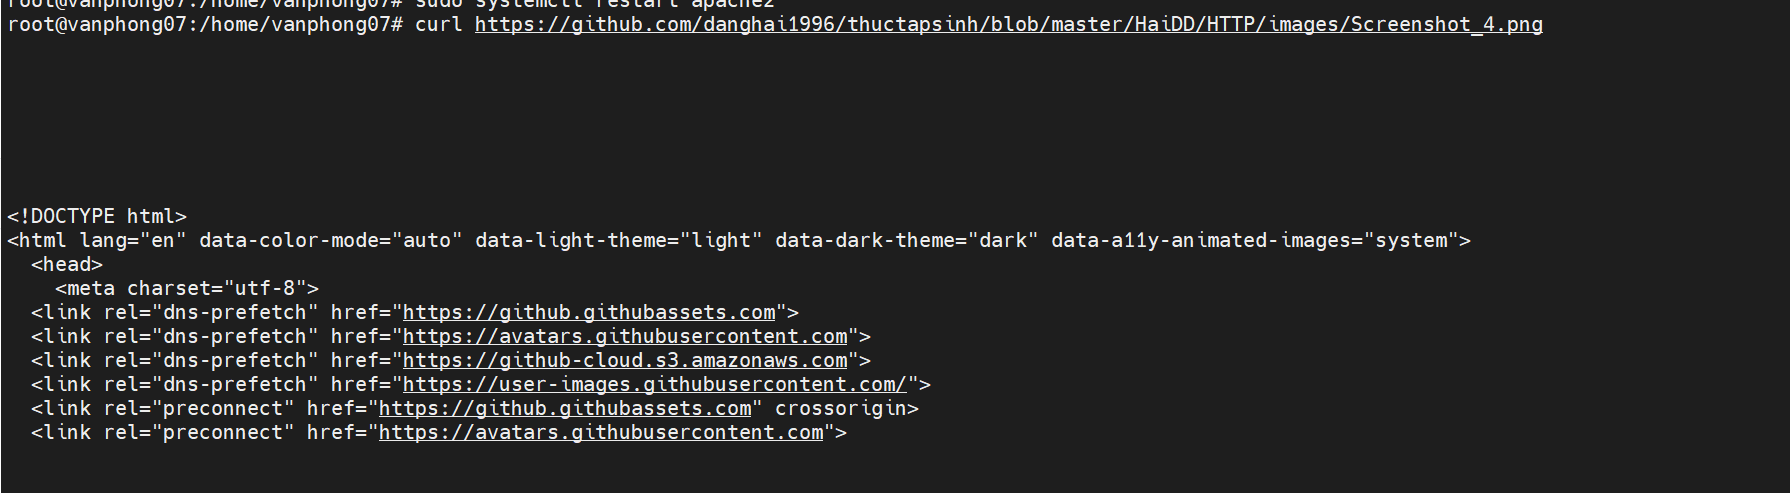 root@vanphong07:/home/vanphong07# sudo systemctl restart apache2
root@vanphong07:/home/vanphong07# curl https://github.com/danghai1996/thuctapsinh/blob/master/HaiDD/HTTP/images/Screenshot_4.png
<!DOCTYPE html>
<html lang="en" data-color-mode="auto" data-light-theme="light" data-dark-theme="dark" data-a11y-animated-images="system">
  <head>
    <meta charset="utf-8">
  <link rel="dns-prefetch" href="https://github.githubassets.com">
  <link rel="dns-prefetch" href="https://avatars.githubusercontent.com">
  <link rel="dns-prefetch" href="https://github-cloud.s3.amazonaws.com">
  <link rel="dns-prefetch" href="https://user-images.githubusercontent.com/">
  <link rel="preconnect" href="https://github.githubassets.com" crossorigin>
  <link rel="preconnect" href="https://avatars.githubusercontent.com">